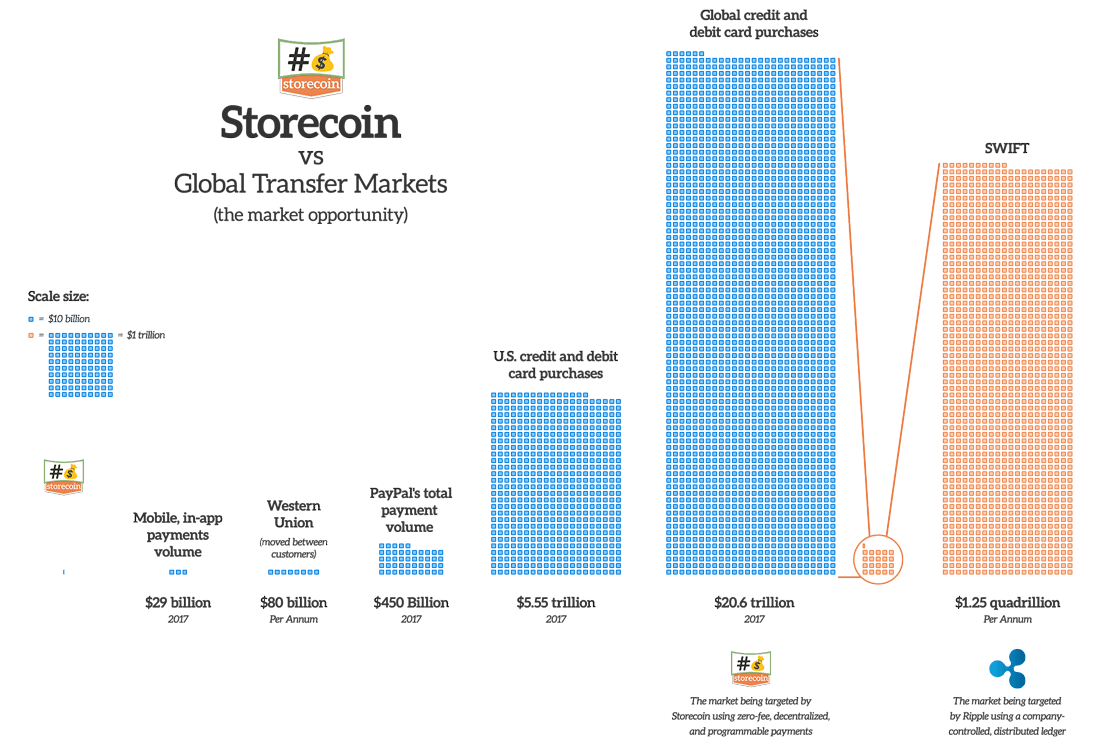 #$
storecoin
Storecoin
vs
Global Transfer Markets
(the market opportunity)
Scale size:
= $10 billion
= = $1 trillion
#$
storecoin
Mobile, in-app
payments
volume
$29 billion
2017
Western
Union
(moved between
customers)
$80 billion
Per Annum
PayPal's total
payment
volume
$450 Billion
2017
U.S. credit and debit
card purchases
$5.55 trillion
2017
Global credit and
debit card purchases
$20.6 trillion
2017
#$
storecoin
The market being targeted by
Storecoin using zero-fee, decentralized,
and programmable payments
SWIFT
$1.25 quadrillion
Per Annum
The market being targeted
by Ripple using a company-
controlled, distributed ledger